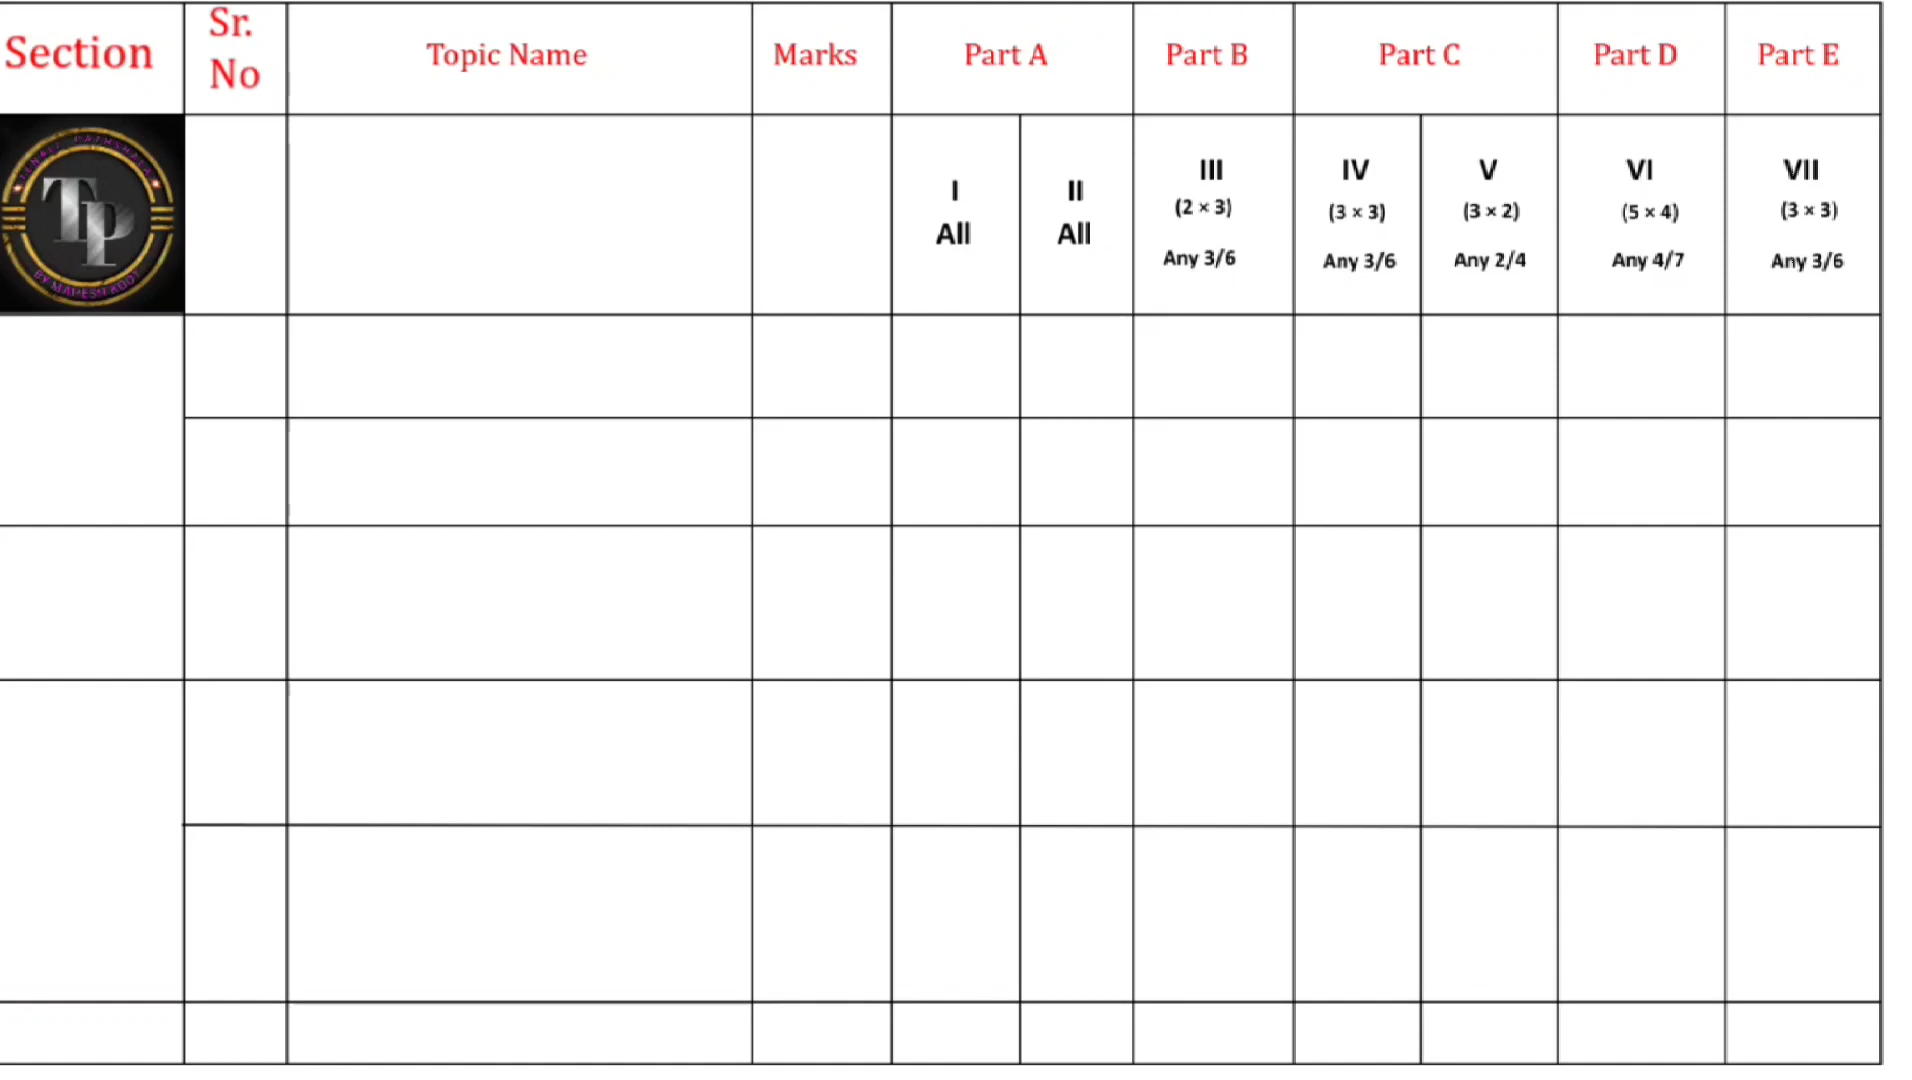 Section
Sr.
No
Topic Name
Marks
Part A
Part B
Part C
Part D
Part E
TP
BY MAHESH
I
All
II
All
III
(2 × 3)
Any 3/6
IV
(3 × 3)
Any 3/6
V
(3 × 2)
Any 2/4
VI
(5 × 4)
Any 4/7
VII
(3 × 3)
Any 3/6